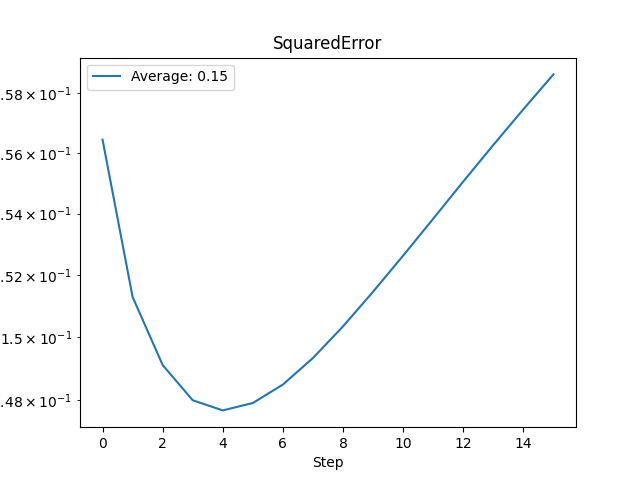 SquaredError
Average: 0.15
.58 × 10⁻¹
.56 × 10⁻¹
.54 × 10⁻¹
.52 × 10⁻¹
1.5 × 10⁻¹
.48 × 10⁻¹
0 2 4 6 8 10 12 14
Step